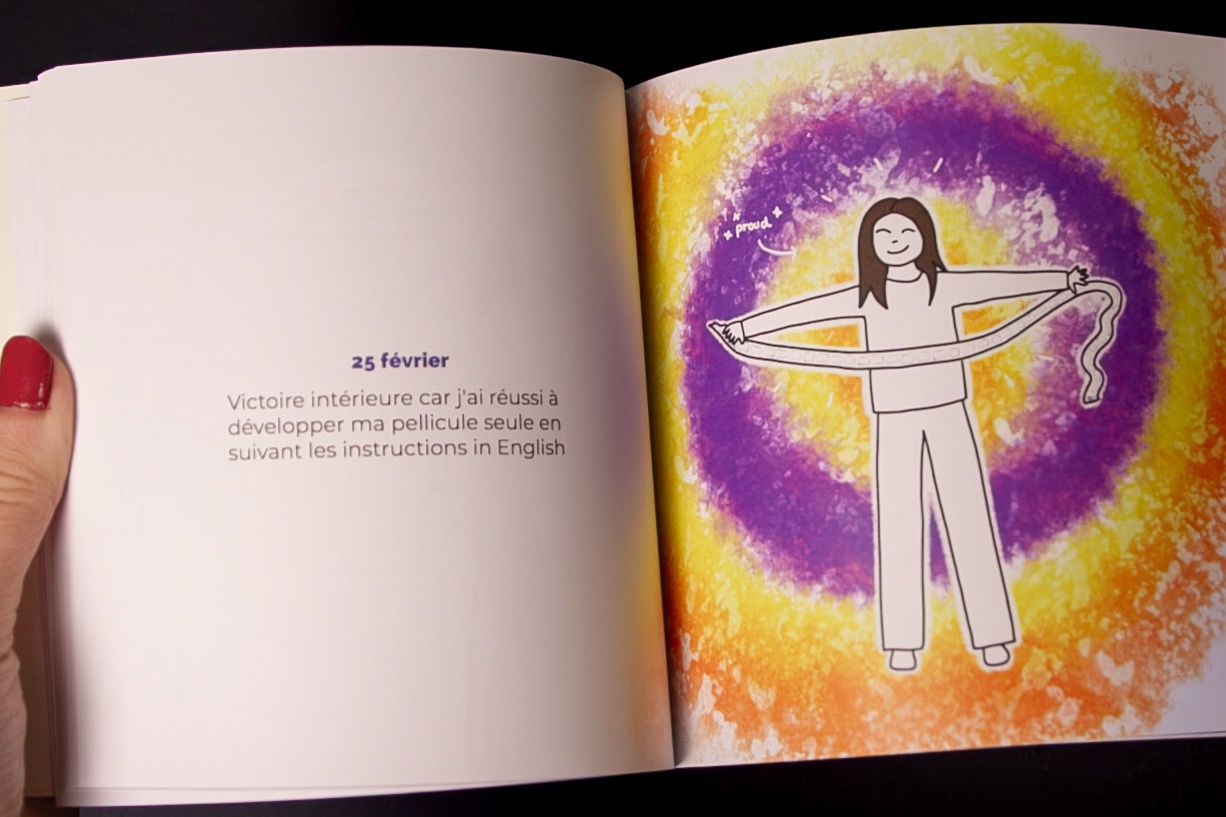 25 février
Victoire intérieure car j'ai réussi à
développer ma pellicule seule en
suivant les instructions in English
proud